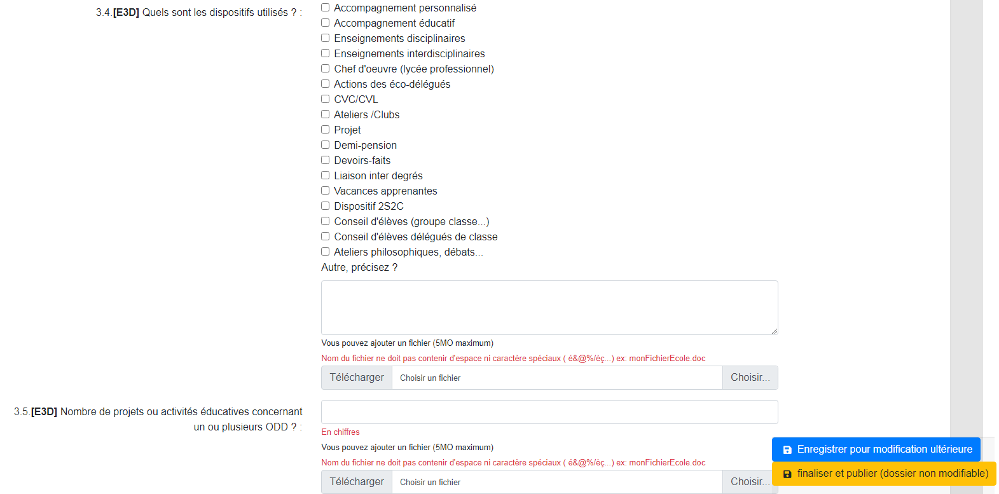 3.4.[E3D] Quels sont les dispositifs utilisés ? :
Accompagnement personnalisé
Accompagnement éducatif
Enseignements disciplinaires
Enseignements interdisciplinaires
Chef d'oeuvre (lycée professionnel)
Actions des éco-délégués
CVC/CVL
Ateliers /Clubs
Projet
Demi-pension
Devoirs-faits
Liaison inter degrés
Vacances apprenantes
Dispositif 2S2C
Conseil d'élèves (groupe classe...)
Conseil d'élèves délégués de classe
Ateliers philosophiques, débats...
Autre, précisez ?
Vous pouvez ajouter un fichier (5MO maximum)
Nom du fichier ne doit pas contenir d'espace ni caractère spéciaux ( é&@%/èç...) ex: monFichierEcole.doc
Télécharger Choisir un fichier Choisir...
3.5.[E3D] Nombre de projets ou activités éducatives concernant
un ou plusieurs ODD ? :
En chiffres
Vous pouvez ajouter un fichier (5MO maximum)
Nom du fichier ne doit pas contenir d'espace ni caractère spéciaux ( é&@%/èç...) ex: monFichierEcole.doc
Télécharger Choisir un fichier Choisir...
Enregistrer pour modification ultérieure
finaliser et publier (dossier non modifiable)